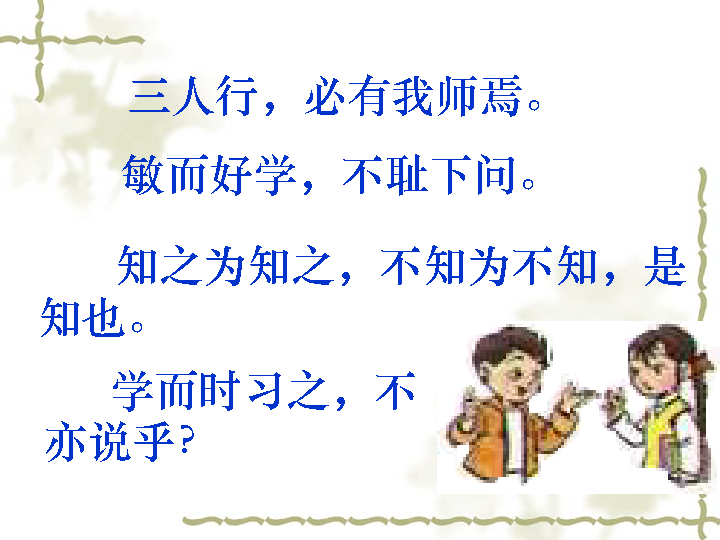 三人行，必有我师焉。
敏而好学，不耻下问。
知之为知之，不知为不知，是
知也。
学而时习之，不
亦说乎？